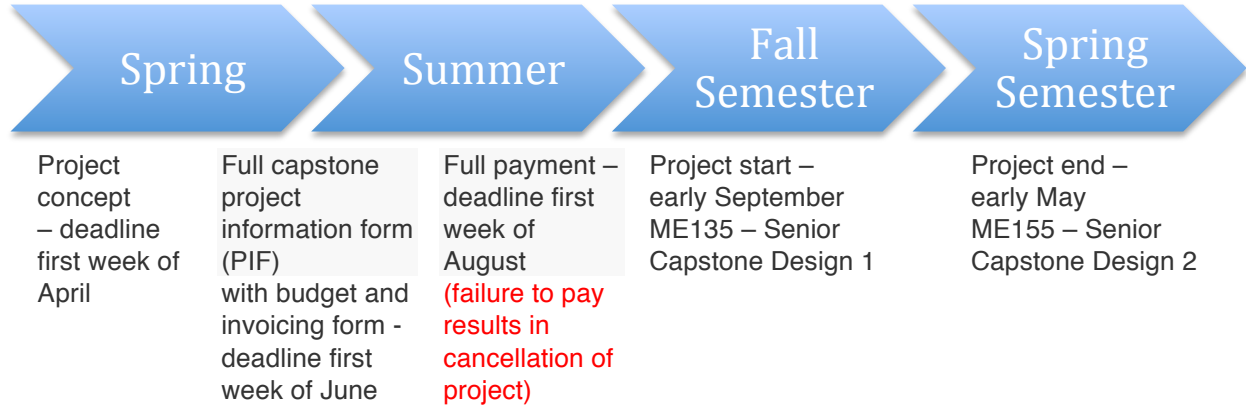 Spring
Summer
Fall
Semester
Spring
Semester
Project
concept
– deadline
first week of
April
Full capstone
project
information form
(PIF)
with budget and
invoicing form -
deadline first
week of June
Full payment –
deadline first
week of
August
(failure to pay
results in
cancellation of
project)
Project start –
early September
ME135 – Senior
Capstone Design 1
Project end –
early May
ME155 – Senior
Capstone Design 2